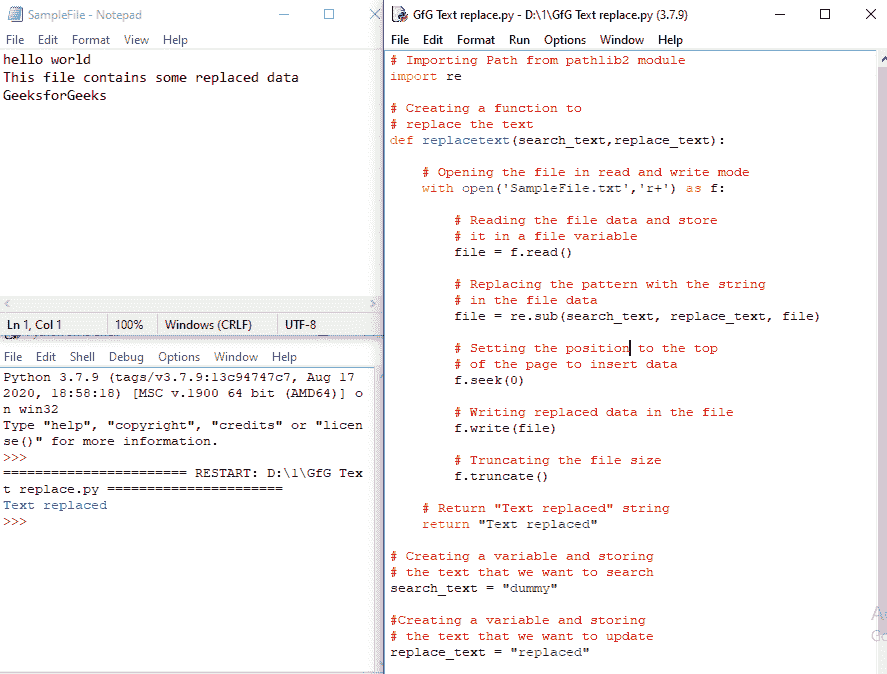 SampleFile - Notepad
File Edit Format View Help
hello world
This file contains some replaced data
GeeksforGeeks
Ln 1, Col 1 100% Windows (CRLF) UTF-8
File Edit Shell Debug Options Window Help
Python 3.7.9 (tags/v3.7.9:13c94747c7, Aug 17
2020, 18:58:18) [MSC v.1900 64 bit (AMD64)] o
n win32
Type "help", "copyright", "credits" or "licen
se()" for more information.
>>>
======================= RESTART: D:\1\GfG Tex
t replace.py ======================
Text replaced
>>>
GfG Text replace.py - D:\1\GfG Text replace.py (3.7.9)
File Edit Format Run Options Window Help
# Importing Path from pathlib2 module
import re
# Creating a function to
# replace the text
def replacetext(search_text,replace_text):
# Opening the file in read and write mode
with open('SampleFile.txt','r+') as f:
# Reading the file data and store
# it in a file variable
file = f.read()
# Replacing the pattern with the string
# in the file data
file = re.sub(search_text, replace_text, file)
# Setting the position to the top
# of the page to insert data
f.seek(0)
# Writing replaced data in the file
f.write(file)
# Truncating the file size
f.truncate()
# Return "Text replaced" string
return "Text replaced"
# Creating a variable and storing
# the text that we want to search
search_text = "dummy"
#Creating a variable and storing
# the text that we want to update
replace_text = "replaced"